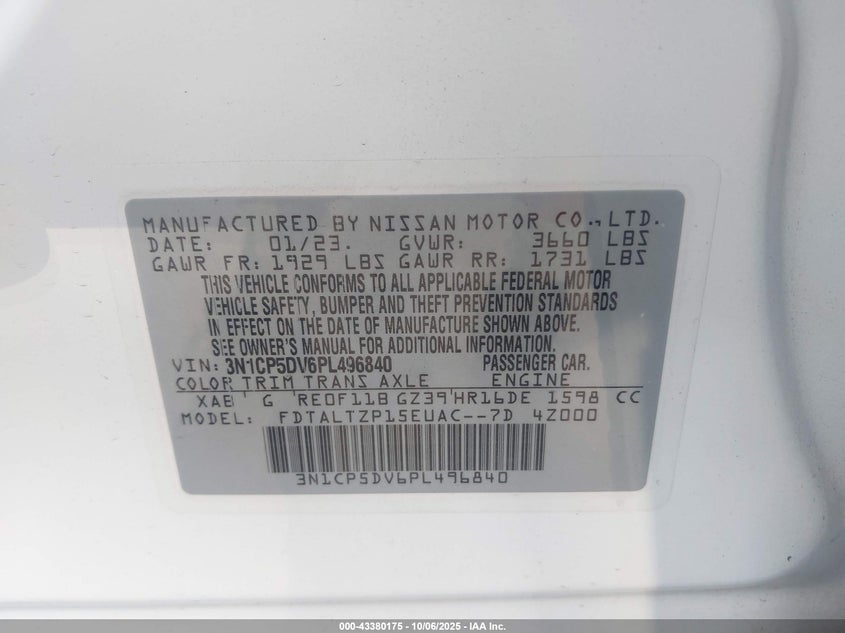 MANUFACTURED BY NISSAN MOTOR CO.,LTD.
DATE: 01/23. GVWR: 3660 LBS
GAWR FR: 1929 LBS GAWR RR: 1731 LBS
THIS VEHICLE CONFORMS TO ALL APPLICABLE FEDERAL MOTOR
VEHICLE SAFETY, BUMPER AND THEFT PREVENTION STANDARDS
IN EFFECT ON THE DATE OF MANUFACTURE SHOWN ABOVE.
SEE OWNER'S MANUAL FOR ADDITIONAL INFORMATION.
VIN: 3N1CP5DV6PL496840 PASSENGER CAR.
COLOR TRIM TRANS AXLE ENGINE
XAB G RE0F11B GZ39 HR16DE 1598 CC
MODEL: FDTALTZP15EUAC--7D 4Z000
3N1CP5DV6PL496840
000-43380175 - 10/06/2025 - IAA Inc.